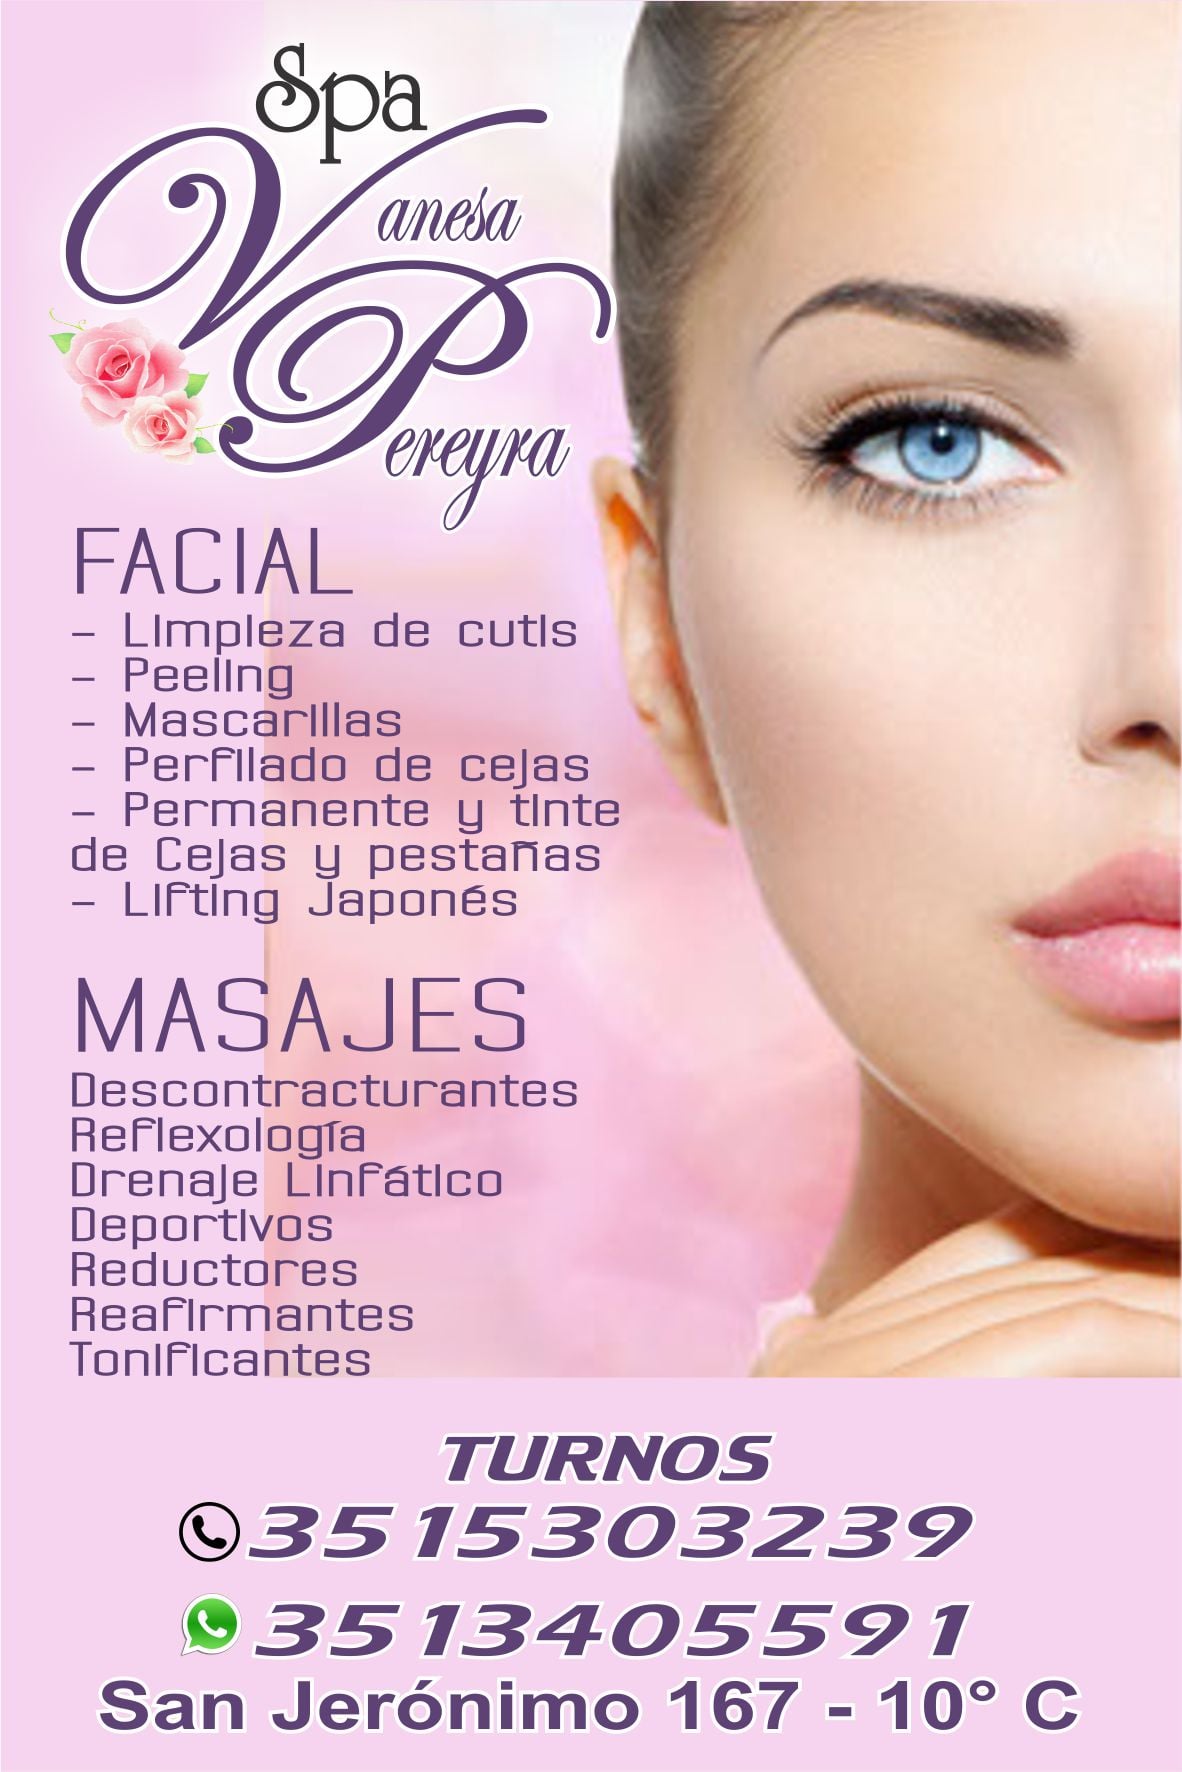 Spa
Vanesa
Pereyra
FACIAL
- Limpieza de cutis
- Peeling
- Mascarillas
- Perfilado de cejas
- Permanente y tinte
de Cejas y pestañas
- Lifting Japonés
MASAJES
Descontracturantes
Reflexología
Drenaje Linfático
Deportivos
Reductores
Reafirmantes
Tonificantes
TURNOS
3515303239
3513405591
San Jerónimo 167 - 10° C